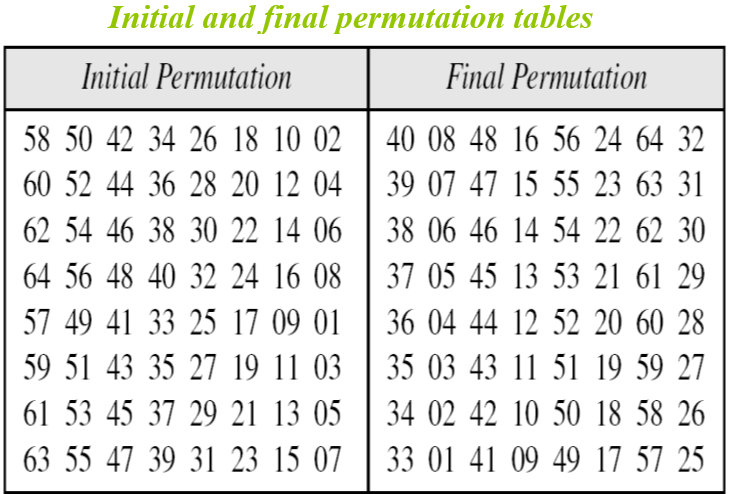 Initial and final permutation tables
Initial Permutation Final Permutation
58 50 42 34 26 18 10 02 40 08 48 16 56 24 64 32
60 52 44 36 28 20 12 04 39 07 47 15 55 23 63 31
62 54 46 38 30 22 14 06 38 06 46 14 54 22 62 30
64 56 48 40 32 24 16 08 37 05 45 13 53 21 61 29
57 49 41 33 25 17 09 01 36 04 44 12 52 20 60 28
59 51 43 35 27 19 11 03 35 03 43 11 51 19 59 27
61 53 45 37 29 21 13 05 34 02 42 10 50 18 58 26
63 55 47 39 31 23 15 07 33 01 41 09 49 17 57 25